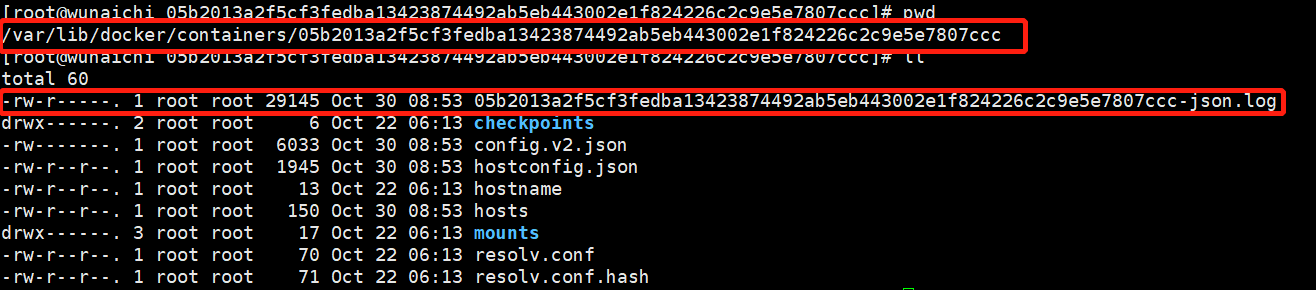 [root@wunaichi 05b2013a2f5cf3fedba13423874492ab5eb443002e1f824226c2c9e5e7807ccc]# pwd
/var/lib/docker/containers/05b2013a2f5cf3fedba13423874492ab5eb443002e1f824226c2c9e5e7807ccc
[root@wunaichi 05b2013a2f5cf3fedba13423874492ab5eb443002e1f824226c2c9e5e7807ccc]# ll
total 60
-rw-r-----. 1 root root 29145 Oct 30 08:53 05b2013a2f5cf3fedba13423874492ab5eb443002e1f824226c2c9e5e7807ccc-json.log
drwx------. 2 root root     6 Oct 22 06:13 checkpoints
-rw-------. 1 root root  6033 Oct 30 08:53 config.v2.json
-rw-r--r--. 1 root root  1945 Oct 30 08:53 hostconfig.json
-rw-r--r--. 1 root root    13 Oct 22 06:13 hostname
-rw-r--r--. 1 root root   150 Oct 30 08:53 hosts
drwx------. 3 root root    17 Oct 22 06:13 mounts
-rw-r--r--. 1 root root    70 Oct 22 06:13 resolv.conf
-rw-r--r--. 1 root root    71 Oct 22 06:13 resolv.conf.hash